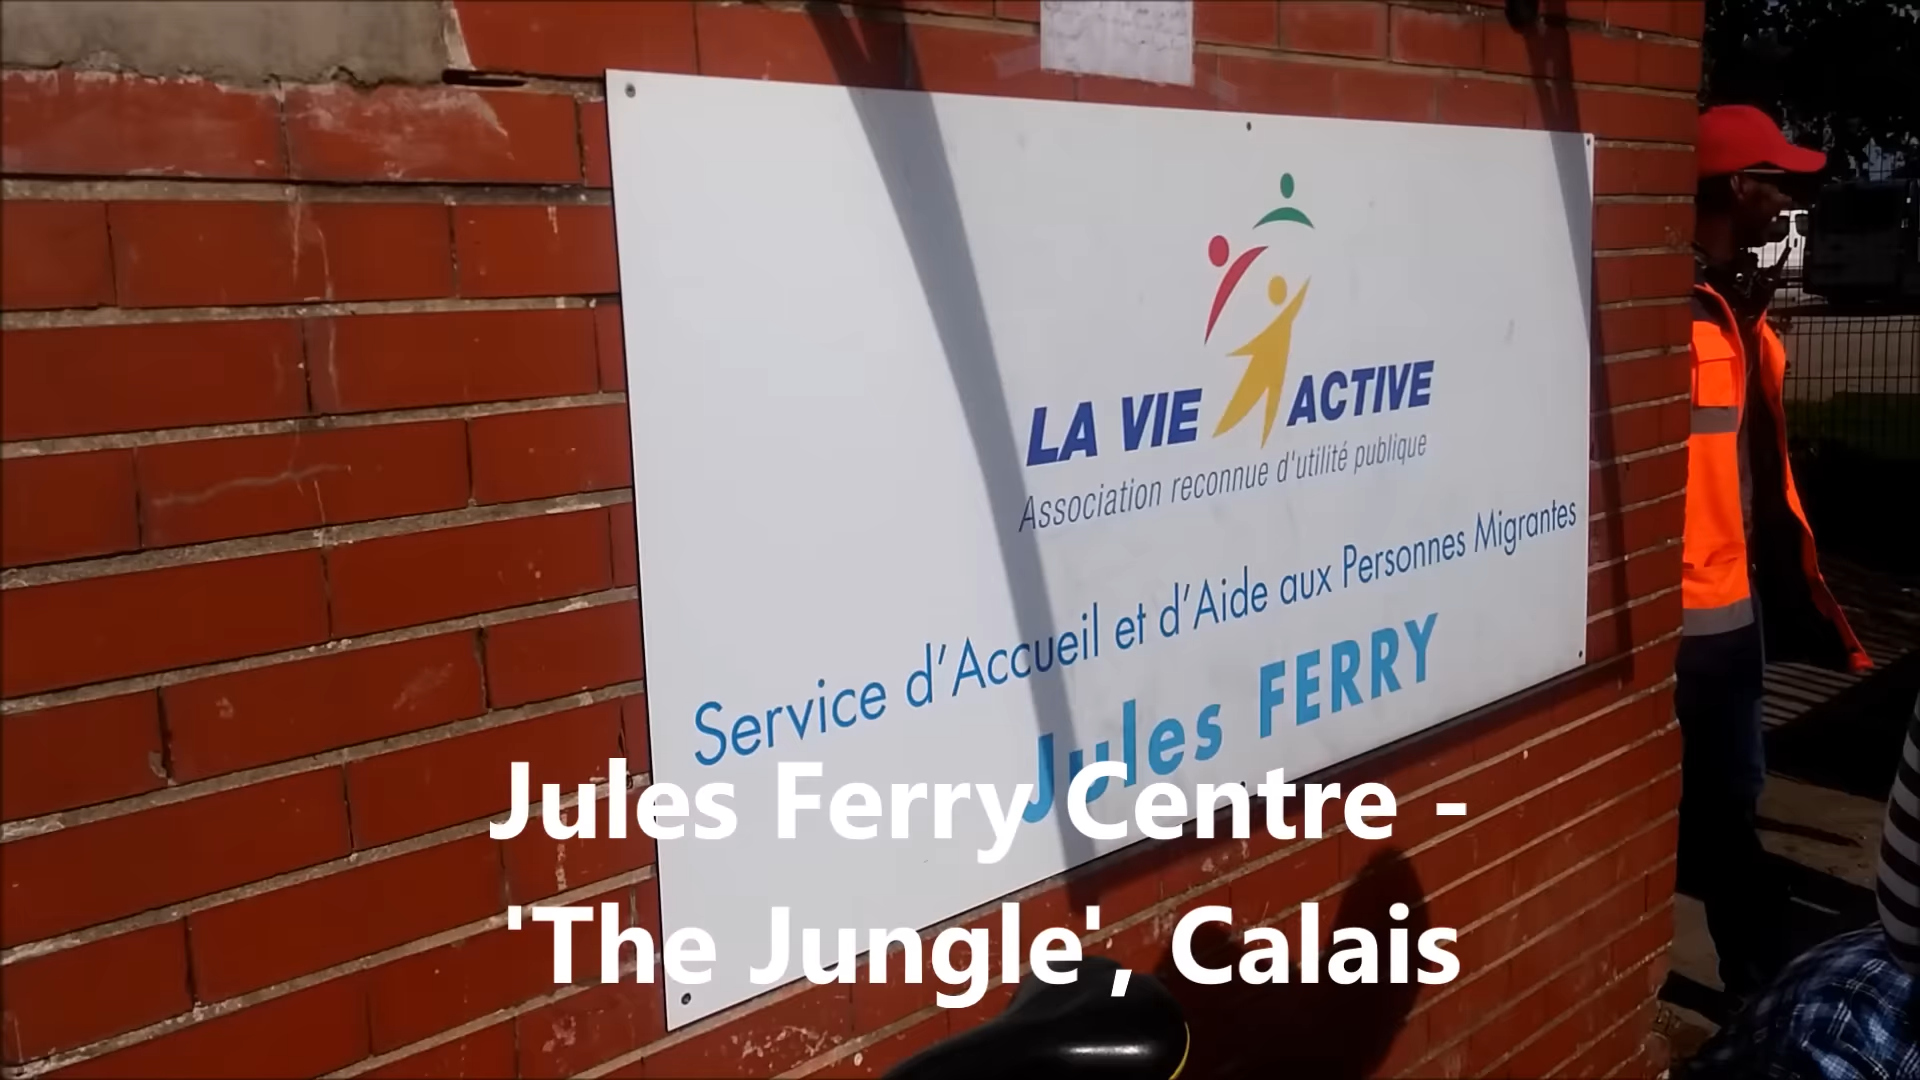 LA VIE ACTIVE
Association reconnue d'utilité publique
Service d'Accueil et d'Aide aux Personnes Migrantes
Jules FERRY
Jules Ferry Centre -
'The Jungle', Calais